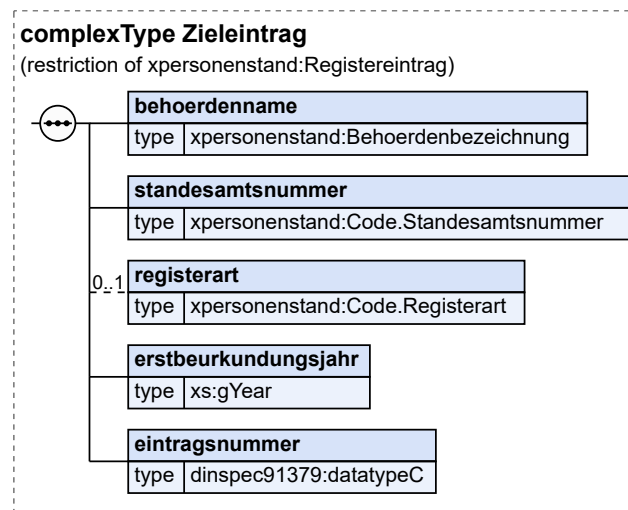 complexType Zieleintrag
(restriction of xpersonenstand:Registereintrag)
behoerdenname
type xpersonenstand:Behoerdenbezeichnung
standesamtsnummer
type xpersonenstand:Code.Standesamtsnummer
0..1
registerart
type xpersonenstand:Code.Registerart
erstbeurkundungsjahr
type xs:gYear
eintragsnummer
type dinspec91379:datatypeC